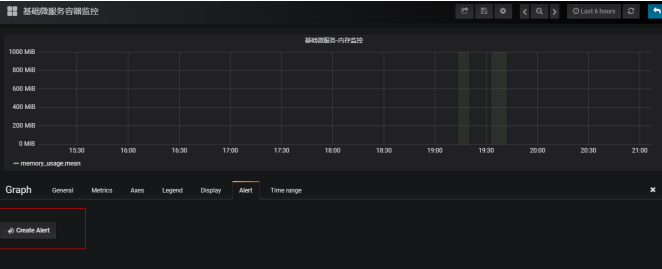 基础微服务容器监控
Last 6 hours
基础微服务-内存监控
1000 MiB
800 MiB
600 MiB
400 MiB
200 MiB
0 MiB
15:30 16:00 16:30 17:00 17:30 18:00 18:30 19:00 19:30 20:00 20:30 21:00
memory_usage.mean
Graph General Metrics Axes Legend Display Alert Time range
Create Alert